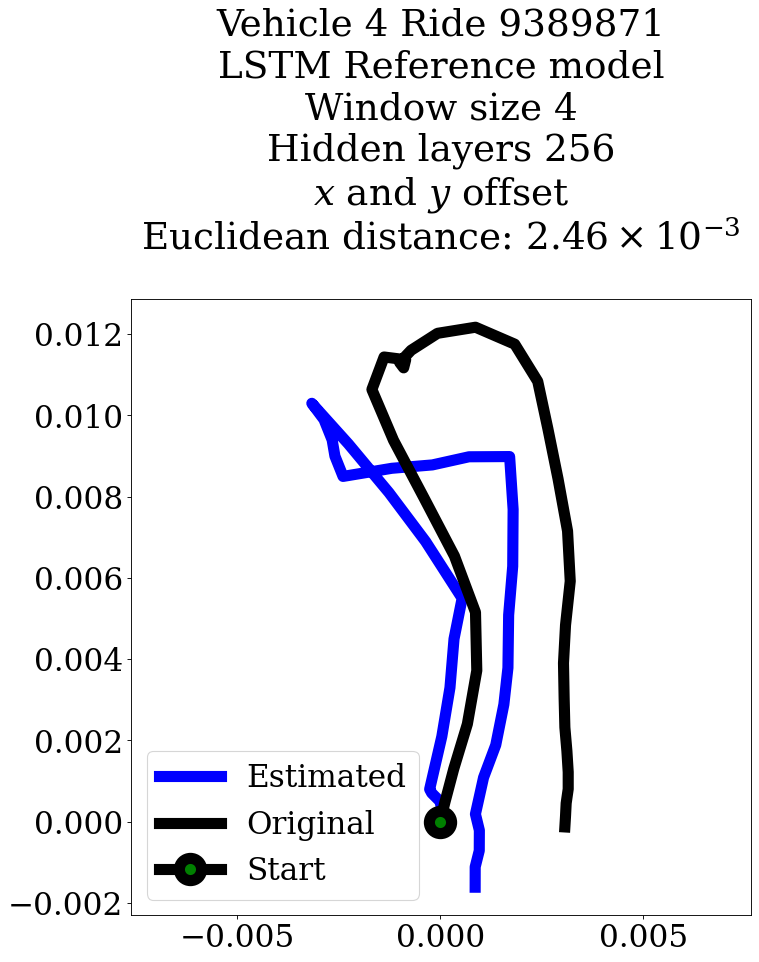 Vehicle 4 Ride 9389871
LSTM Reference model
Window size 4
Hidden layers 256
x and y offset
Euclidean distance: 2.46 × 10⁻³
0.012
0.010
0.008
0.006
0.004
0.002
0.000
−0.002
Estimated
Original
Start
−0.005 0.000 0.005